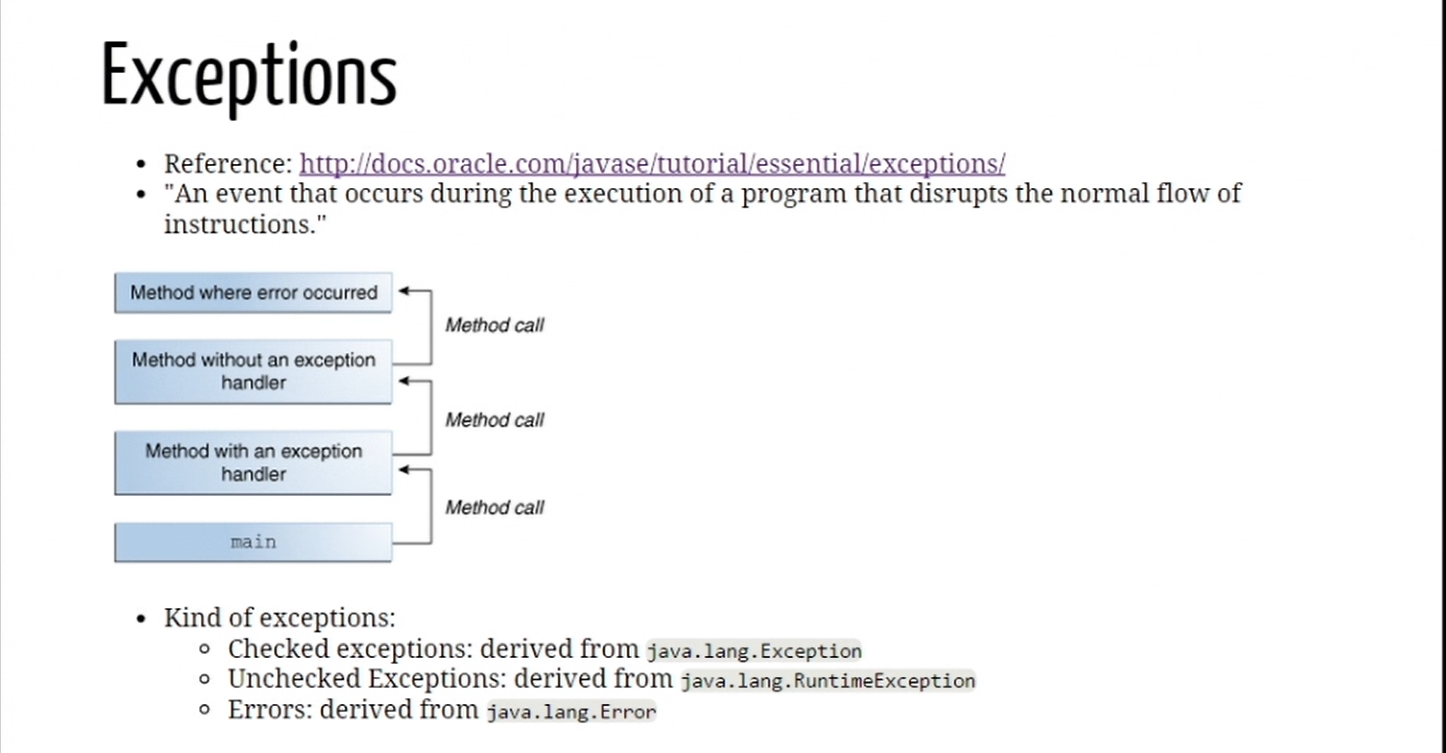 Exceptions
Reference: http://docs.oracle.com/javase/tutorial/essential/exceptions/
"An event that occurs during the execution of a program that disrupts the normal flow of
instructions."
Method where error occurred
Method call
Method without an exception
handler
Method call
Method with an exception
handler
Method call
main
Kind of exceptions:
Checked exceptions: derived from java.lang.Exception
Unchecked Exceptions: derived from java.lang.RuntimeException
Errors: derived from java.lang.Error